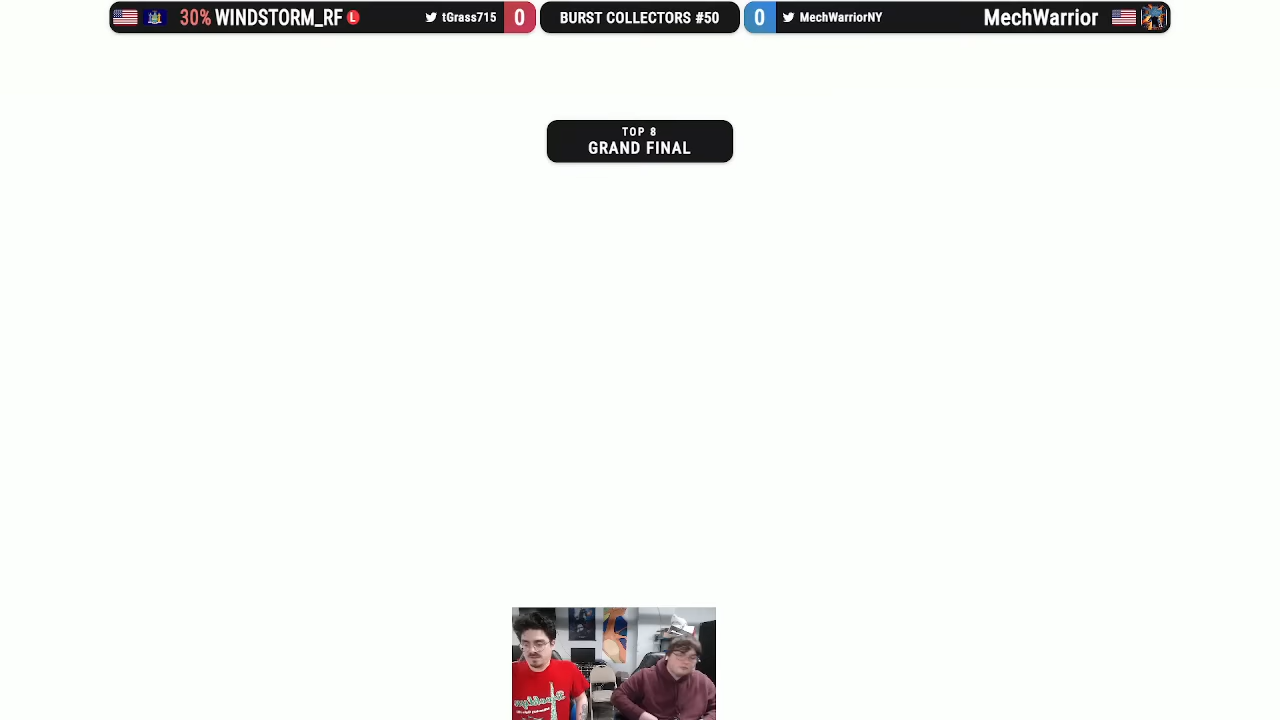 30% WINDSTORM_RF L tGrass715 0 BURST COLLECTORS #50 0 MechWarriorNY MechWarrior
TOP 8
GRAND FINAL